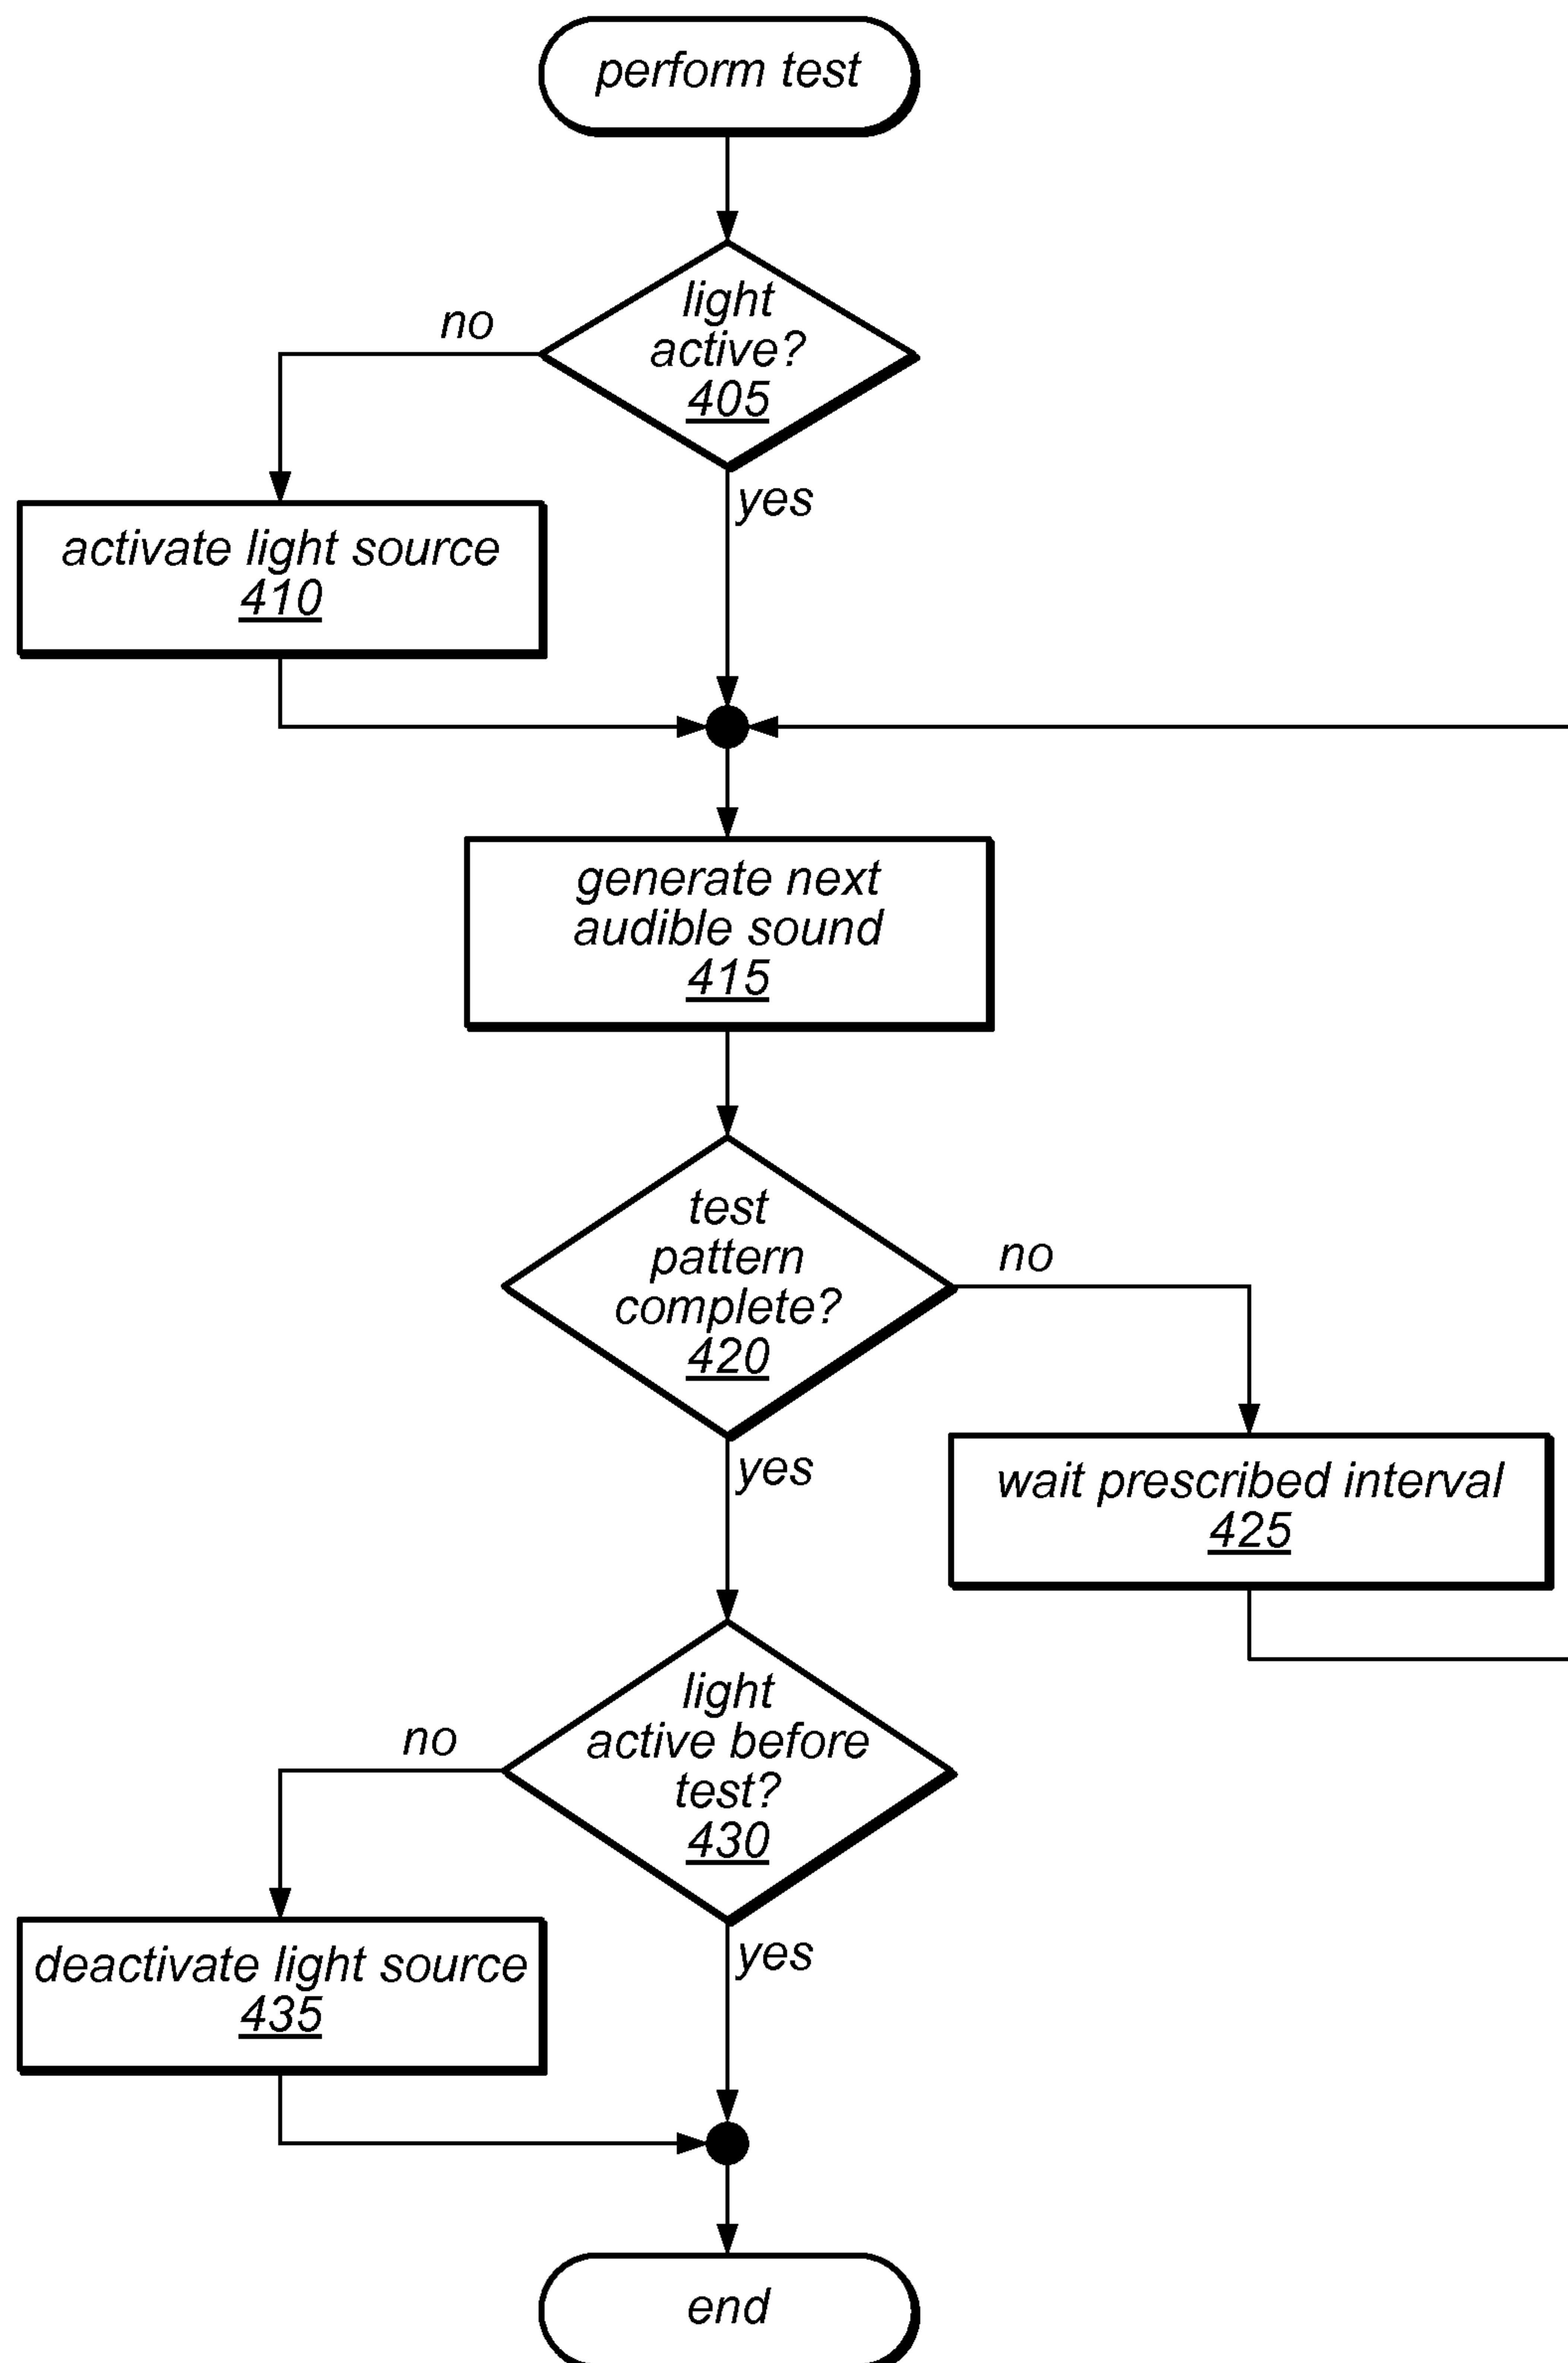 perform test
light
active?
405
no
yes
activate light source
410
generate next
audible sound
415
test
pattern
complete?
420
no
yes
wait prescribed interval
425
light
active before
test?
430
no
yes
deactivate light source
435
end